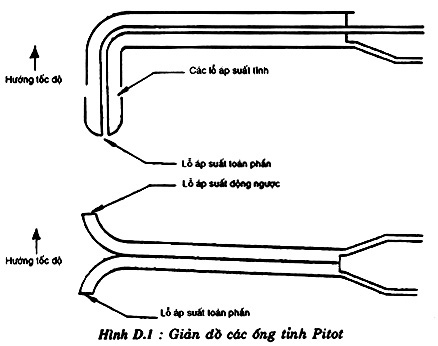 Các lỗ áp suất tĩnh
Hướng tốc độ
Lỗ áp suất toàn phần
Lỗ áp suất động ngược
Hướng tốc độ
Lỗ áp suất toàn phần
Hình D.1 : Giản đồ các ống tĩnh Pitot